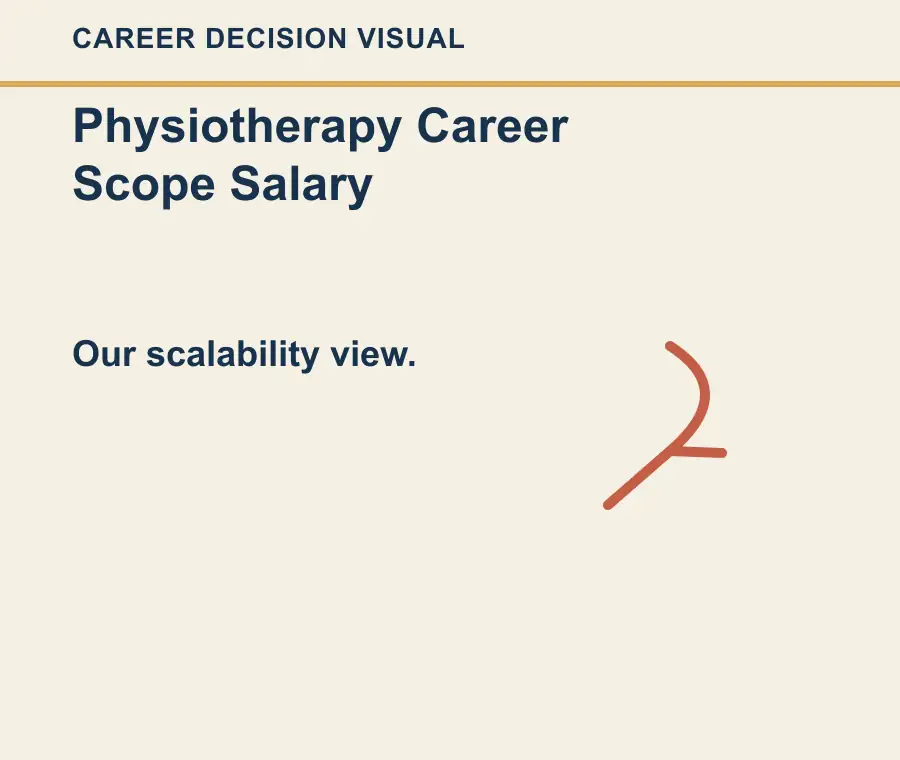 CAREER DECISION VISUAL
Physiotherapy Career
Scope Salary
Our scalability view.